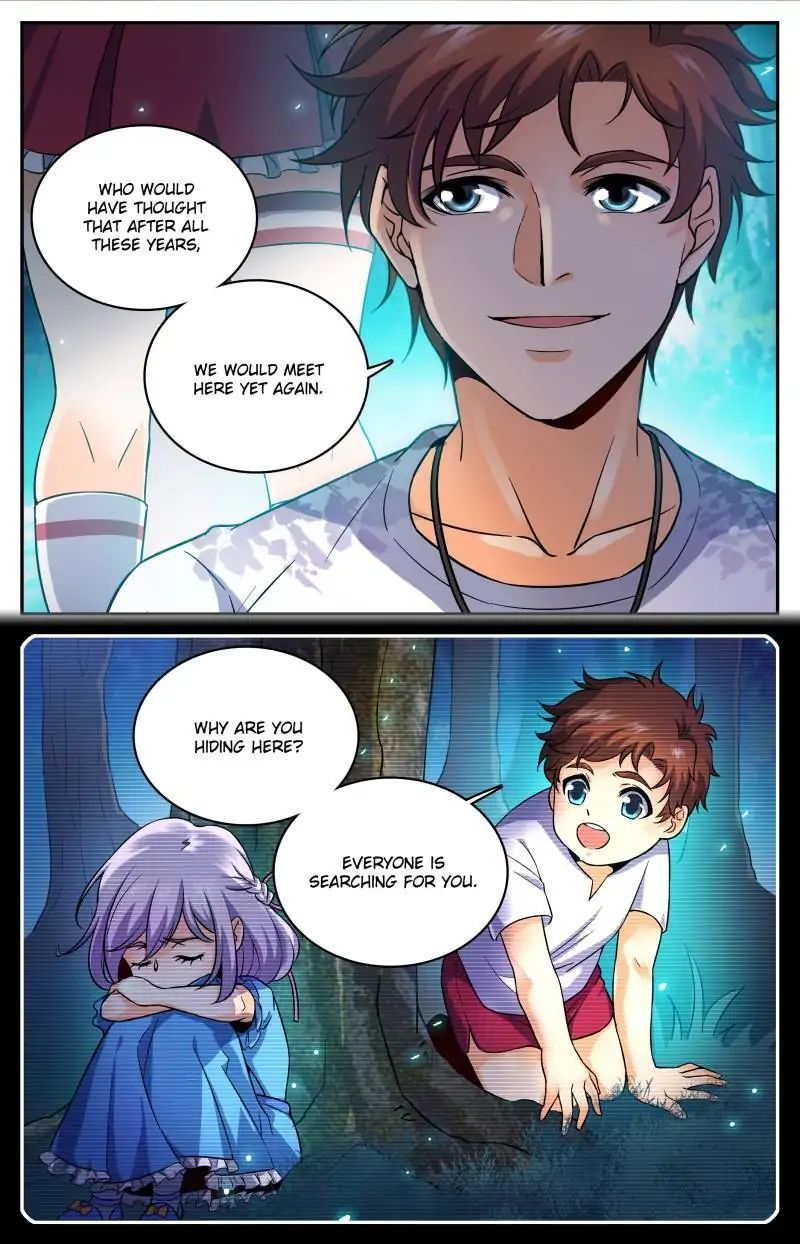 WHO WOULD
HAVE THOUGHT
THAT AFTER ALL
THESE YEARS,
WE WOULD MEET
HERE YET AGAIN.
WHY ARE YOU
HIDING HERE?
EVERYONE IS
SEARCHING FOR YOU.